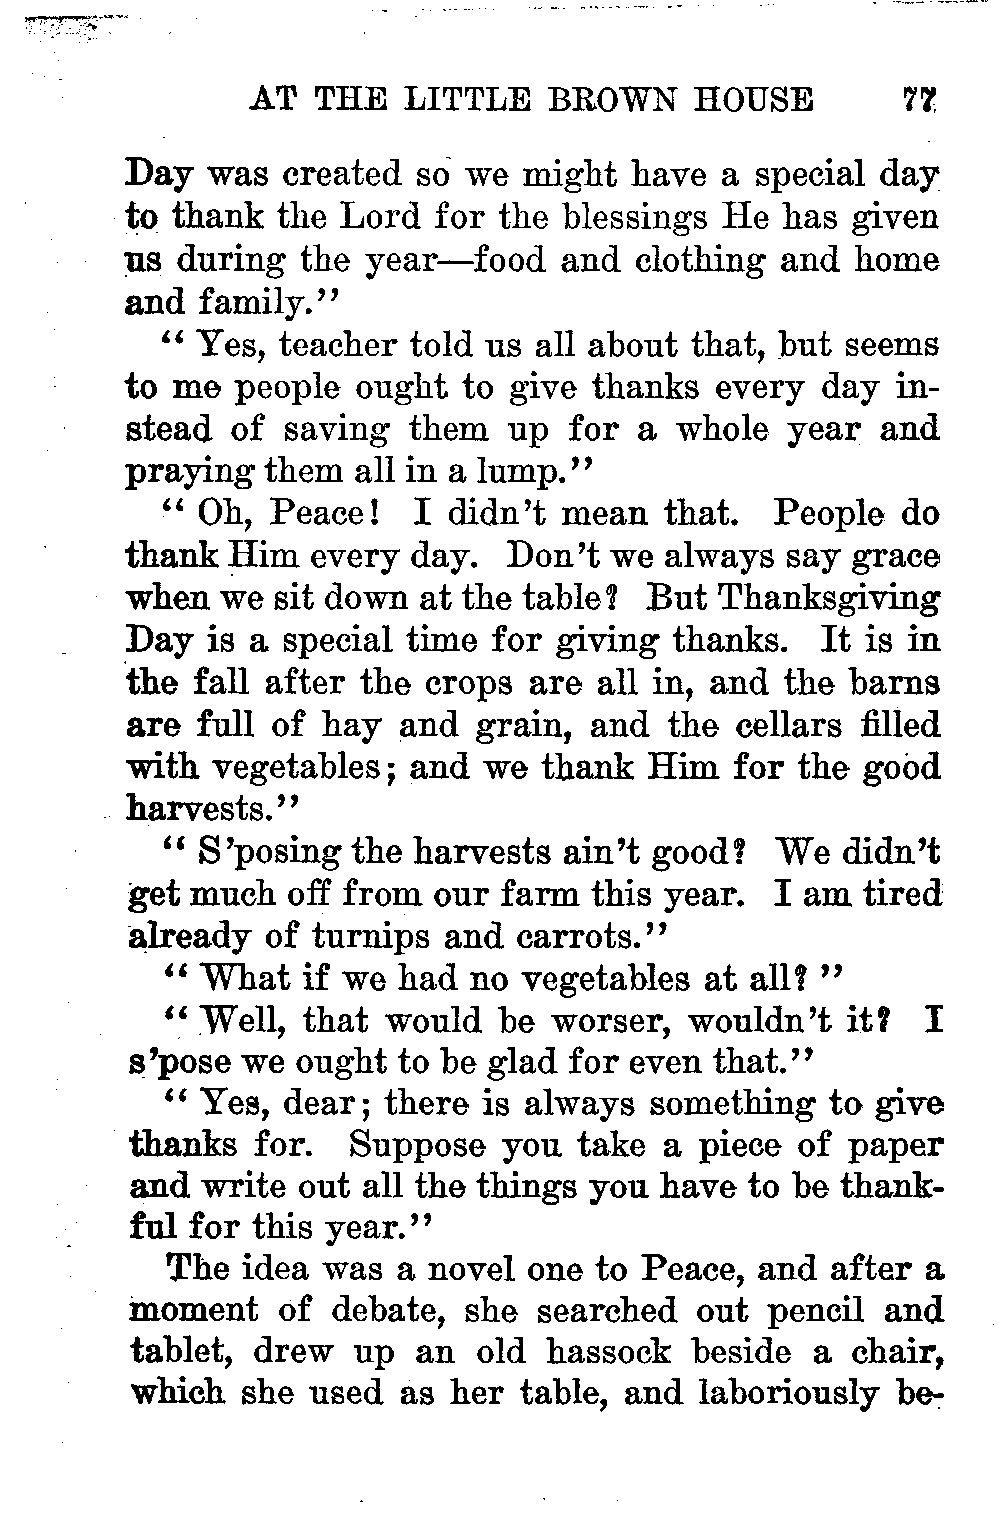 AT THE LITTLE BROWN HOUSE 77
Day was created so we might have a special day
to thank the Lord for the blessings He has given
us during the year—food and clothing and home
and family."
" Yes, teacher told us all about that, but seems
to me people ought to give thanks every day in-
stead of saving them up for a whole year and
praying them all in a lump."
" Oh, Peace! I didn't mean that. People do
thank Him every day. Don't we always say grace
when we sit down at the table? But Thanksgiving
Day is a special time for giving thanks. It is in
the fall after the crops are all in, and the barns
are full of hay and grain, and the cellars filled
with vegetables; and we thank Him for the good
harvests."
" S'posing the harvests ain't good? We didn't
get much off from our farm this year. I am tired
already of turnips and carrots."
" What if we had no vegetables at all? "
" Well, that would be worser, wouldn't it? I
s'pose we ought to be glad for even that."
" Yes, dear; there is always something to give
thanks for. Suppose you take a piece of paper
and write out all the things you have to be thank-
ful for this year."
The idea was a novel one to Peace, and after a
moment of debate, she searched out pencil and
tablet, drew up an old hassock beside a chair,
which she used as her table, and laboriously be-